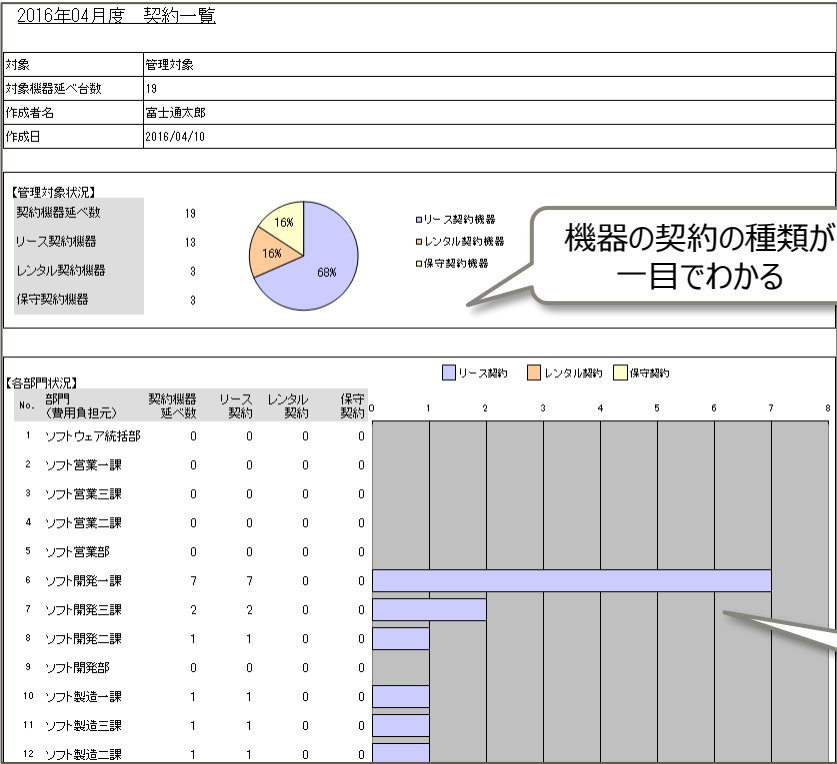 2016年04月度　契約一覧
対象 管理対象
対象機器延べ台数 19
作成者名 富士通太郎
作成日 2016/04/10
【管理対象状況】
契約機器延べ数 19
リース契約機器 13
レンタル契約機器 3
保守契約機器 3
16%
16%
68%
リース契約機器
レンタル契約機器
保守契約機器
機器の契約の種類が
一目でわかる
リース契約 レンタル契約 保守契約
【各部門状況】
No. 部門（費用負担元） 契約機器延べ数 リース契約 レンタル契約 保守契約 0 1 2 3 4 5 6 7 8
1 ソフトウェア統括部 0 0 0 0
2 ソフト営業一課 0 0 0 0
3 ソフト営業三課 0 0 0 0
4 ソフト営業二課 0 0 0 0
5 ソフト営業部 0 0 0 0
6 ソフト開発一課 7 7 0 0
7 ソフト開発三課 2 2 0 0
8 ソフト開発二課 1 1 0 0
9 ソフト開発部 0 0 0 0
10 ソフト製造一課 1 1 0 0
11 ソフト製造三課 1 1 0 0
12 ソフト製造二課 1 1 0 0